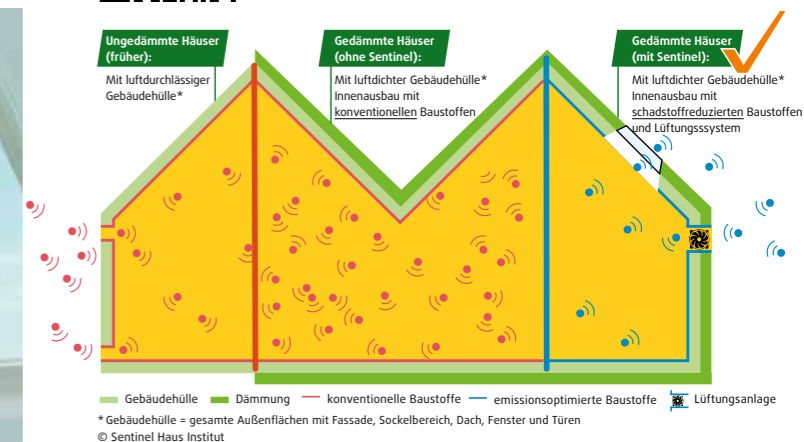 Ungedämmte Häuser
(früher):
Mit luftdurchlässiger
Gebäudehülle*
Gedämmte Häuser
(ohne Sentinel):
Mit luftdichter Gebäudehülle*
Innenausbau mit
konventionellen Baustoffen
Gedämmte Häuser
(mit Sentinel):
Mit luftdichter Gebäudehülle*
Innenausbau mit
schadstoffreduzierten Baustoffen
und Lüftungsssystem
Gebäudehülle Dämmung konventionelle Baustoffe emissionsoptimierte Baustoffe Lüftungsanlage
* Gebäudehülle = gesamte Außenflächen mit Fassade, Sockelbereich, Dach, Fenster und Türen
© Sentinel Haus Institut